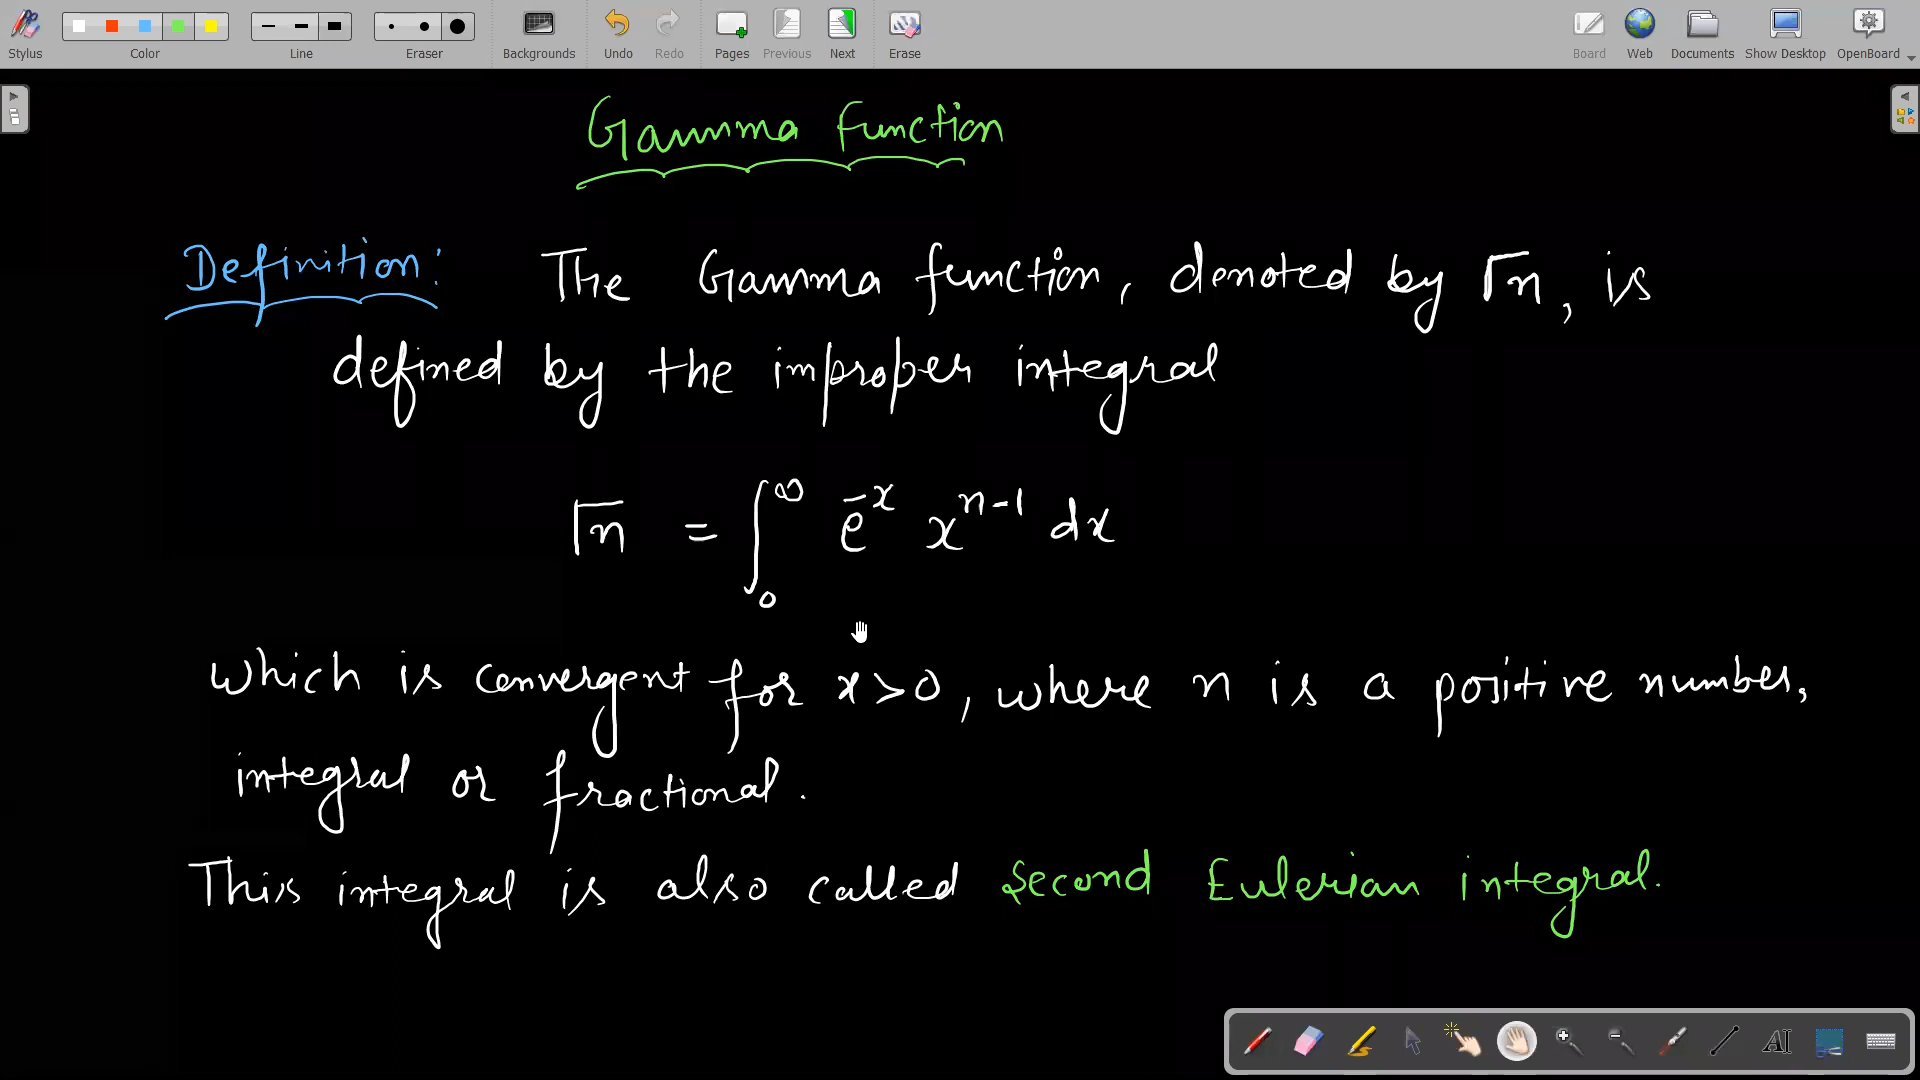 Stylus Color Line Eraser Backgrounds Undo Redo Pages Previous Next Erase Board Web Documents Show Desktop OpenBoard
Gamma function
Definition: The Gamma function, denoted by Γn, is
defined by the improper integral
Γn = ∫₀^∞ e^-x x^n-1 dx
which is convergent for x>0, where n is a positive number,
integral or fractional.
This integral is also called Second Eulerian integral.
AI